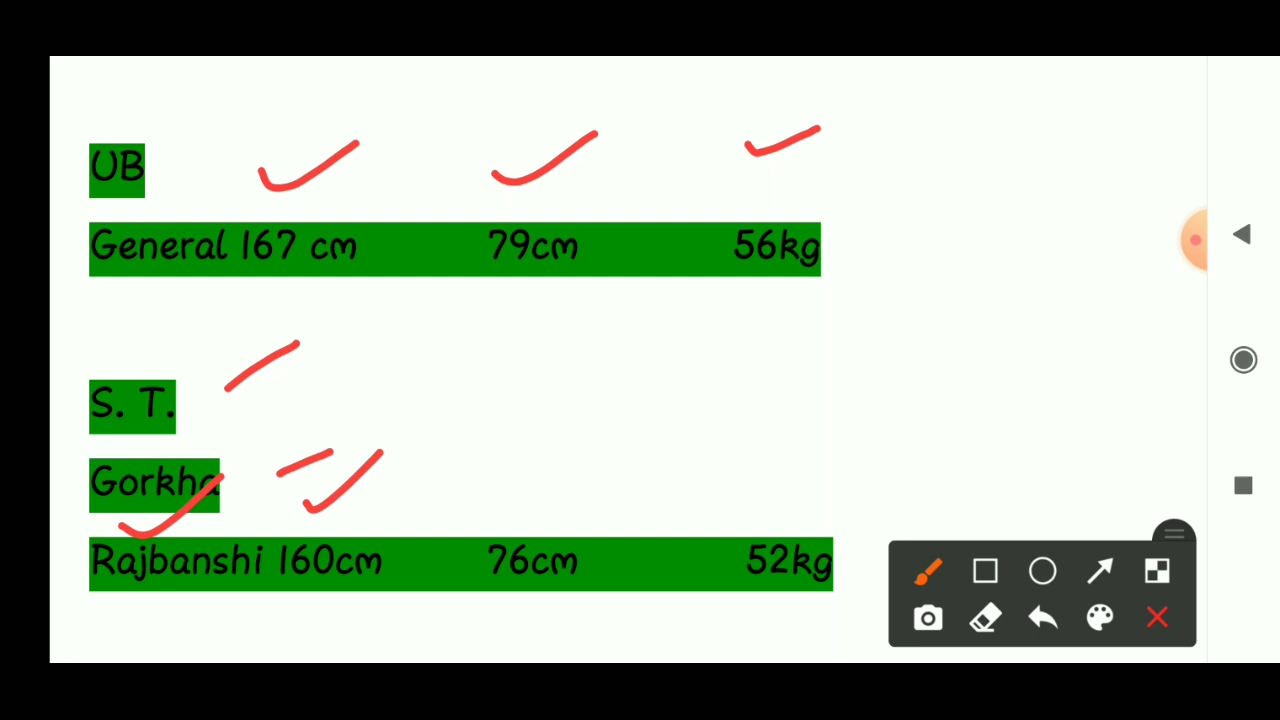 UB
General 167 cm 79cm 56kg
S. T.
Gorkha
Rajbanshi 160cm 76cm 52kg